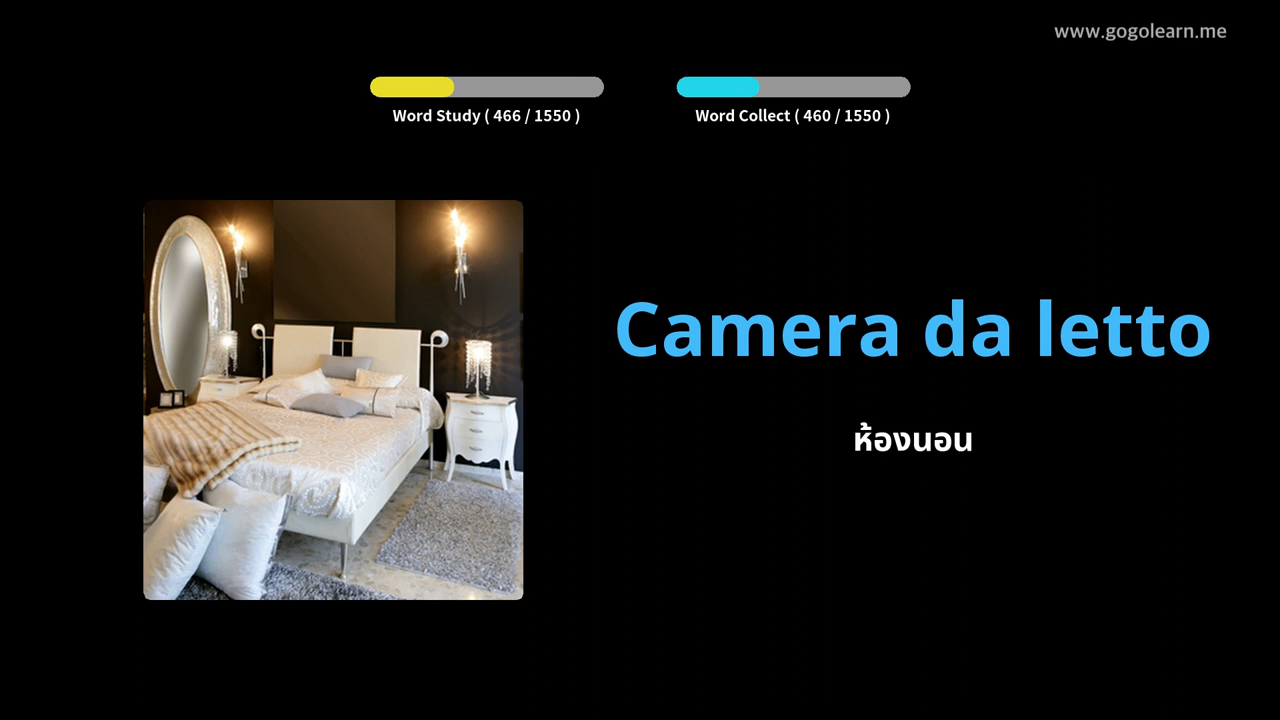 www.gogolearn.me
Word Study ( 466 / 1550 )
Word Collect ( 460 / 1550 )
Camera da letto
ห้องนอน